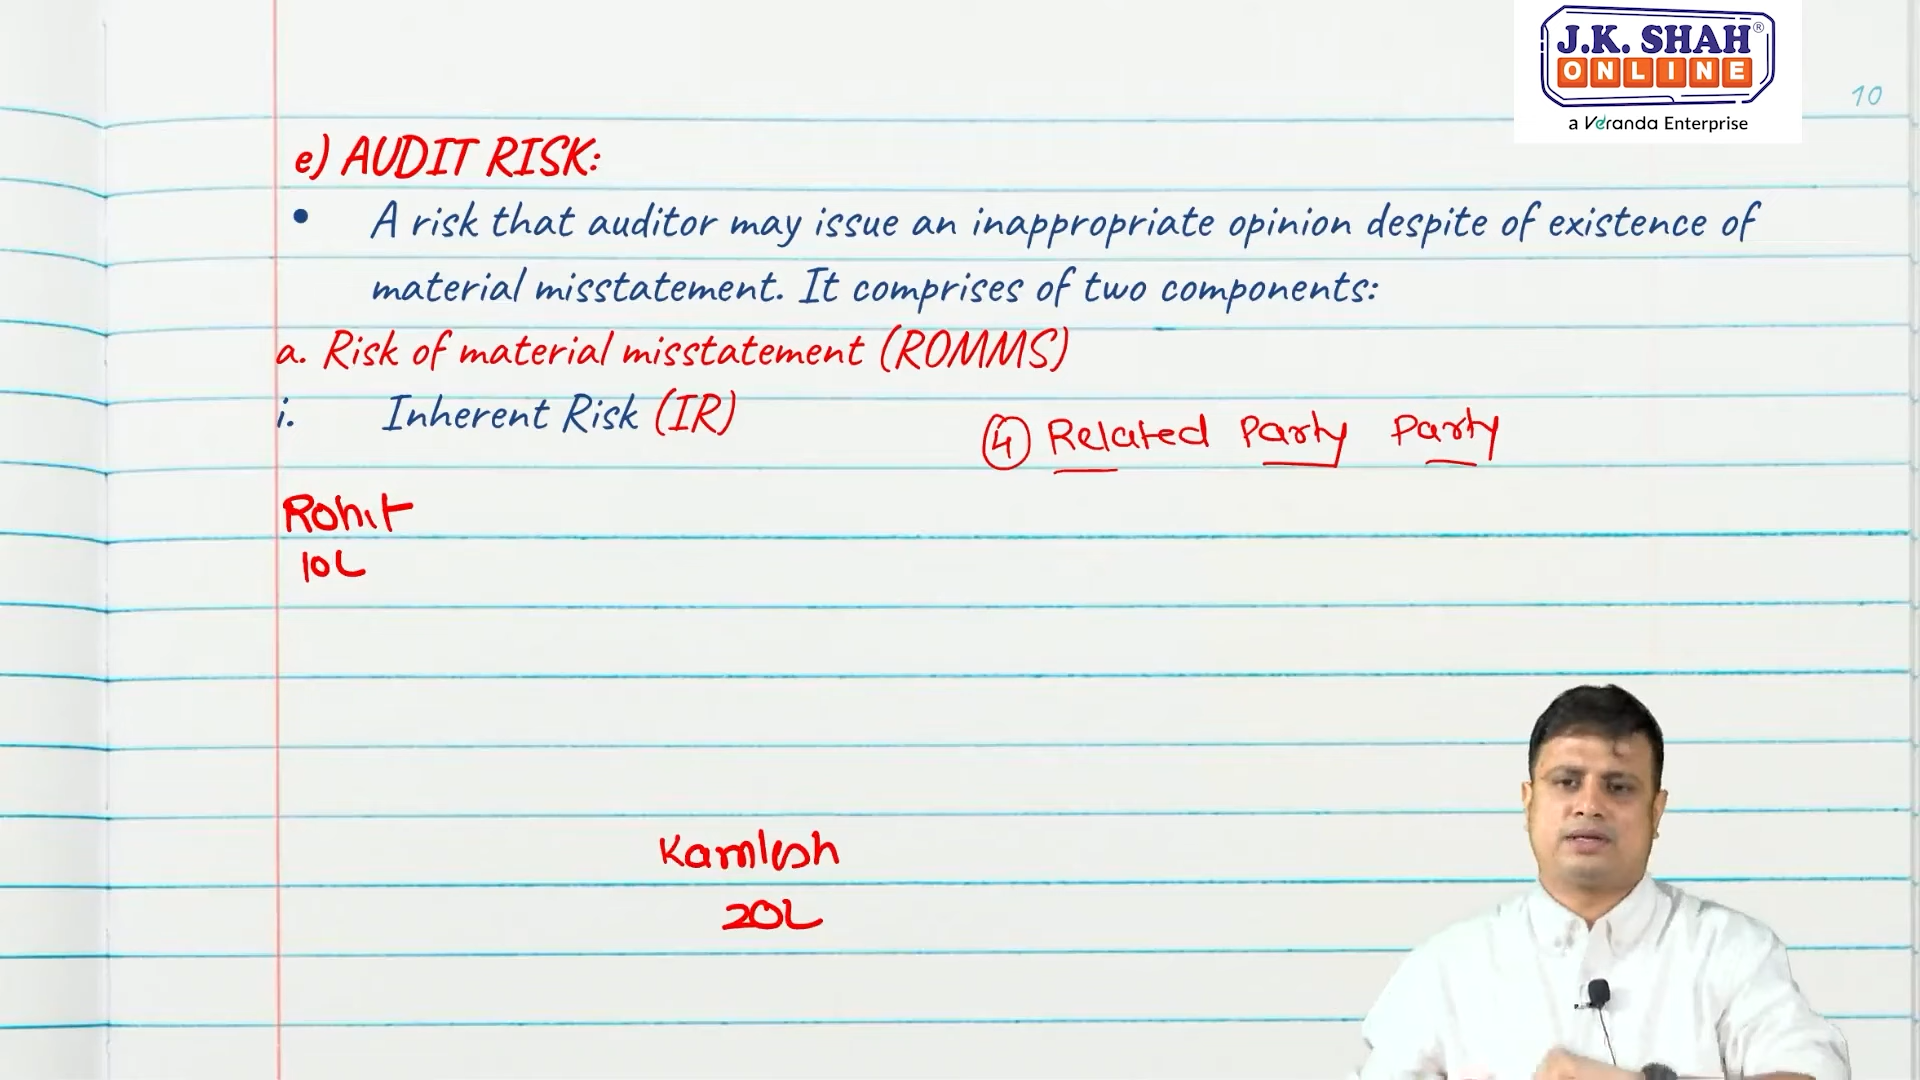 J.K. SHAH®
ONLINE
a Veranda Enterprise
10
e) AUDIT RISK:
• A risk that auditor may issue an inappropriate opinion despite of existence of
material misstatement. It comprises of two components:
a. Risk of material misstatement (ROMMS)
i. Inherent Risk (IR)
④ Related Party Party
Rohit
10L
Kamlesh
20L